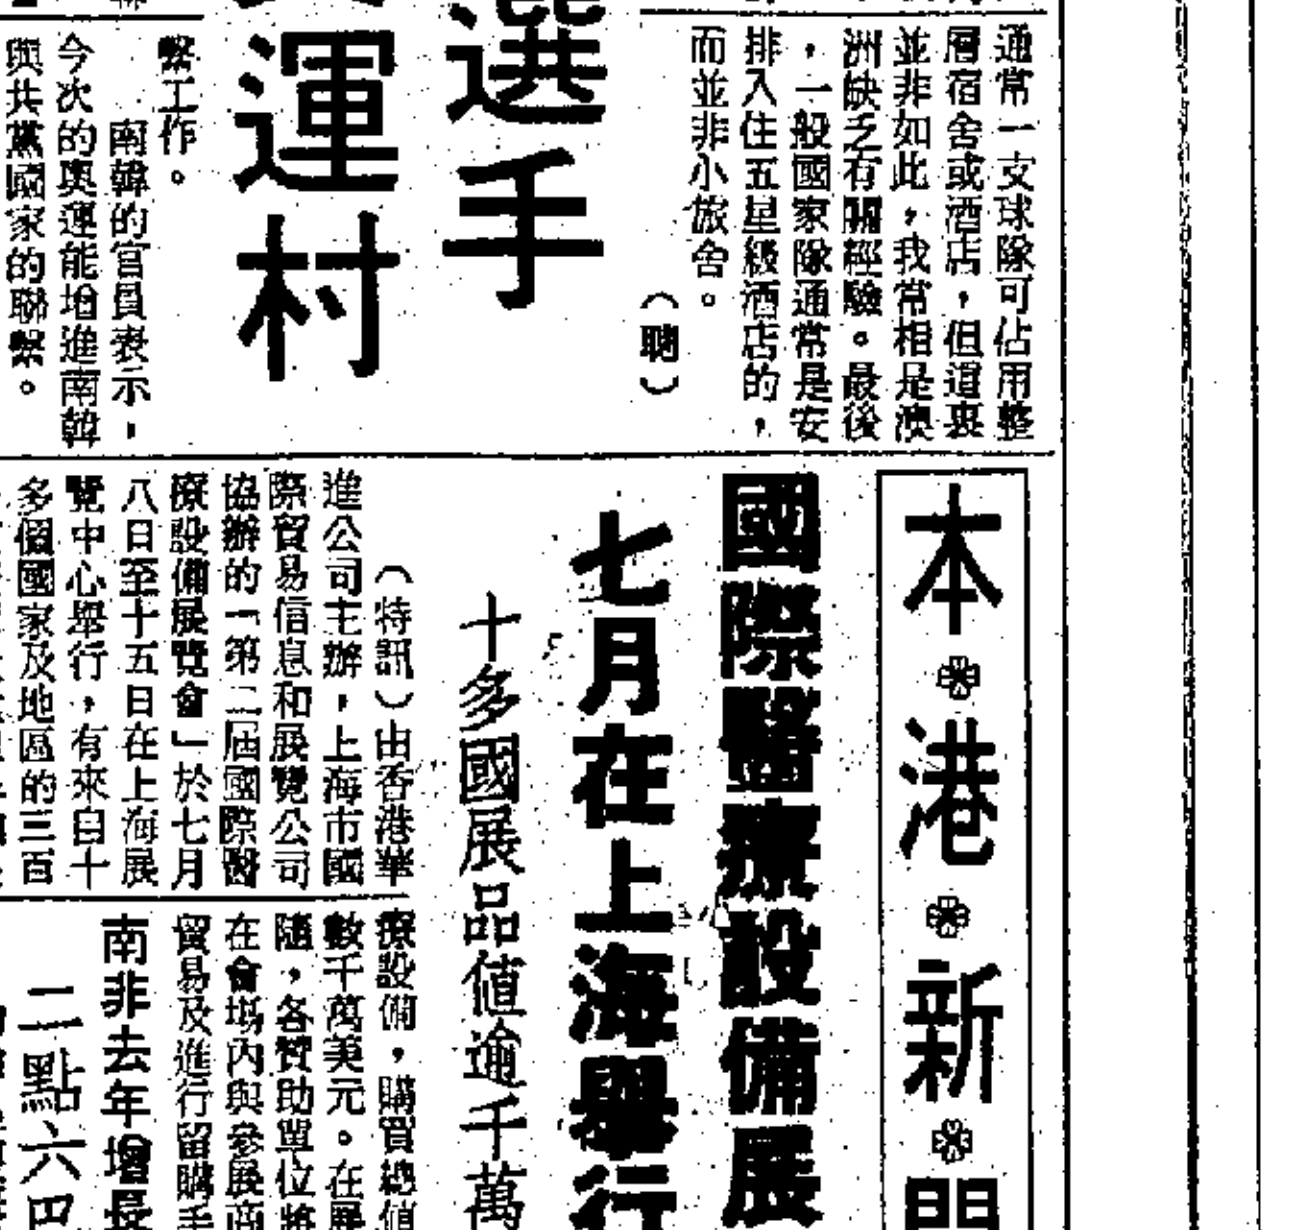 通常一支球隊可佔用整
層宿舍或酒店，但這裏
並非如此，我常相是澳
洲缺乏有關經驗。最後
，一般國家隊通常是安
排入住五星級酒店的，
而並非小旅舍。
（聰）
選手
運村
繫工作。
南韓的官員表示，
今次的奧運能增進南韓
與共黨國家的聯繫。
本港新聞
國際醫療設備展
七月在上海舉行
十多國展品値逾千萬
（特訊）由香港華
進公司主辦，上海市國
際貿易信息和展覽公司
協辦的「第二屆國際醫
療設備展覽會」於七月
八日至十五日在上海展
覽中心舉行，有來自十
多個國家及地區的三百
療設備，購買總值
數千萬美元。在展
隨，各贊助單位將
在會場內與參展商
貿易及進行留購手
南非去年增長
二點六巴